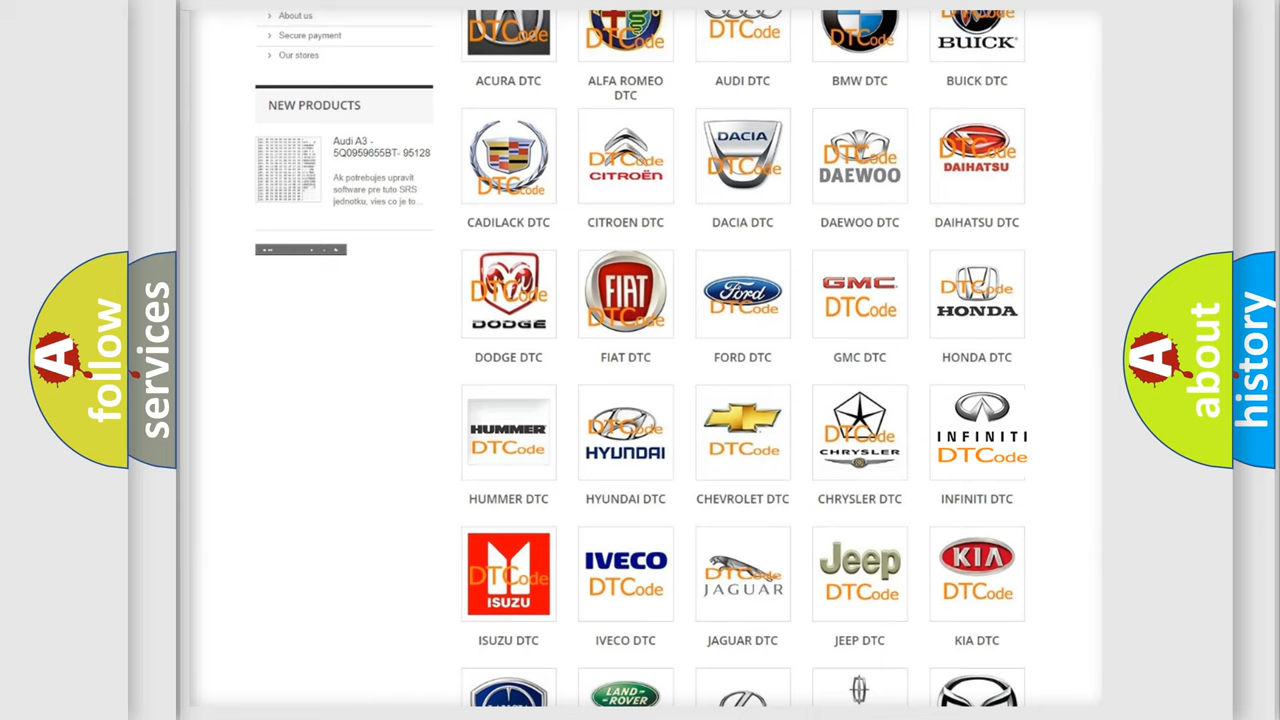 About us
Secure payment
Our stores
NEW PRODUCTS
Audi A3 -
5Q0959655BT- 95128
Ak potrebujes upravit
software pre tuto SRS
jednotku, vies co je to...
DTCode
DTCode
DTCode
DTCode
DTCode
BUICK
ACURA DTC
ALFA ROMEO
DTC
AUDI DTC
BMW DTC
BUICK DTC
DTCode
DTCode
CITROËN
DACIA
DTCode
DTCode
DAEWOO
DTCode
DAIHATSU
CADILACK DTC
CITROEN DTC
DACIA DTC
DAEWOO DTC
DAIHATSU DTC
DTCode
DODGE
FIAT
DTCode
Ford
DTCode
GMC
DTCode
DTCode
HONDA
DODGE DTC
FIAT DTC
FORD DTC
GMC DTC
HONDA DTC
HUMMER
DTCode
DTCode
HYUNDAI
DTCode
DTCode
CHRYSLER
INFINITI
DTCode
HUMMER DTC
HYUNDAI DTC
CHEVROLET DTC
CHRYSLER DTC
INFINITI DTC
DTCode
ISUZU
IVECO
DTCode
DTCode
JAGUAR
Jeep
DTCode
KIA
DTCode
ISUZU DTC
IVECO DTC
JAGUAR DTC
JEEP DTC
KIA DTC
LAND-
ROVER
A
follow
services
A
about
history